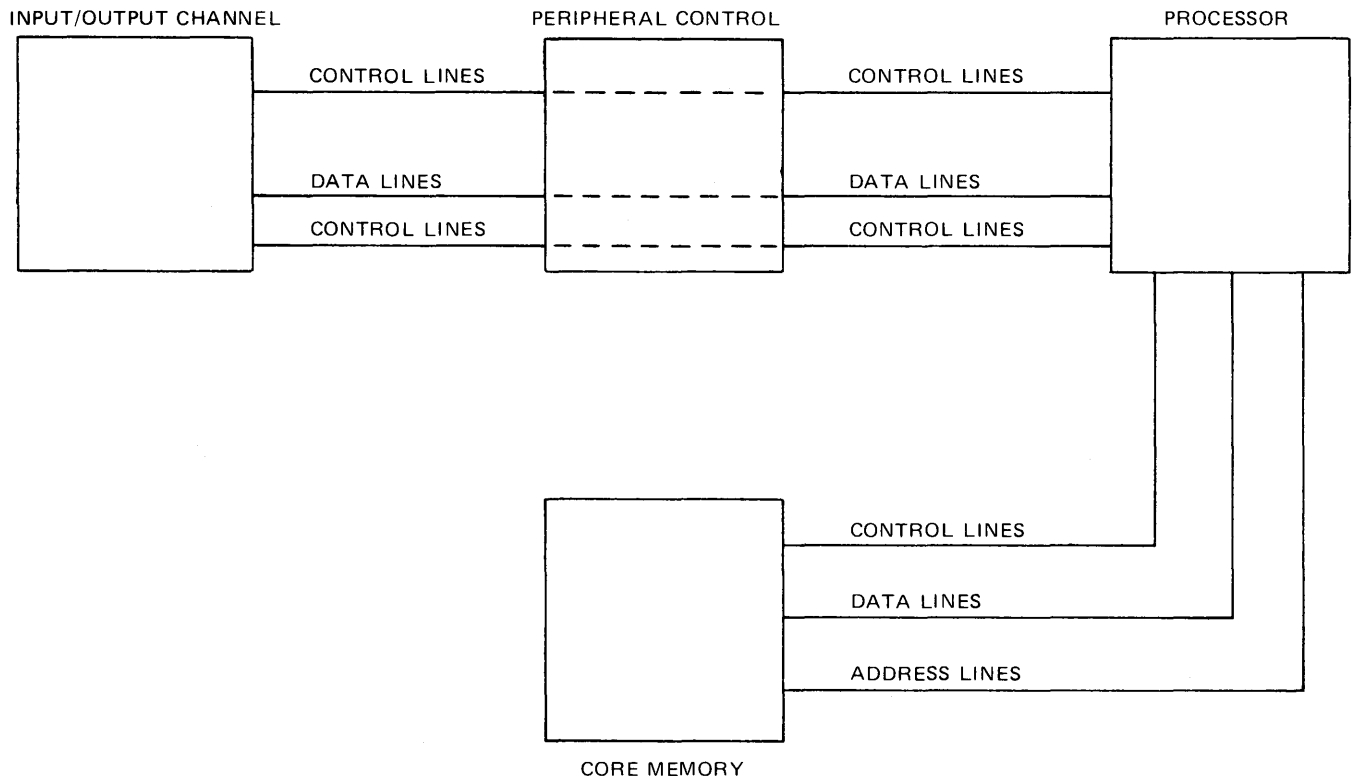 INPUT/OUTPUT CHANNEL
PERIPHERAL CONTROL
PROCESSOR
CONTROL LINES
CONTROL LINES
DATA LINES
DATA LINES
CONTROL LINES
CONTROL LINES
CONTROL LINES
DATA LINES
ADDRESS LINES
CORE MEMORY